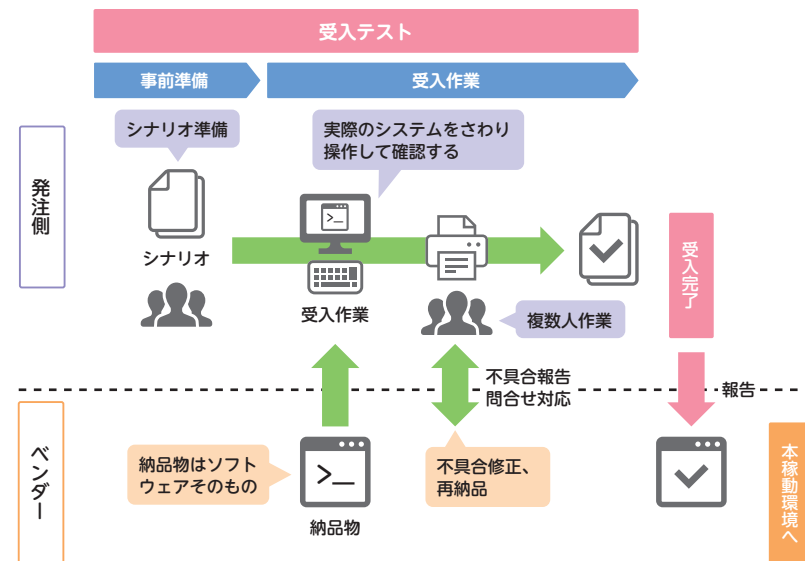 受入テスト
事前準備
受入作業
シナリオ準備
実際のシステムをさわり
操作して確認する
発注側
シナリオ
受入作業
複数人作業
受入完了
不具合報告
問合せ対応
報告
ベンダー
納品物はソフト
ウェアそのもの
納品物
不具合修正、
再納品
本稼動環境へ